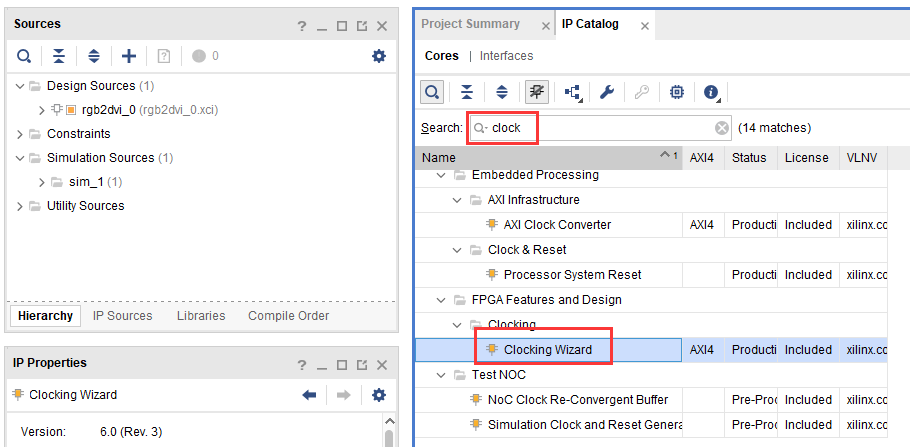 Sources
Design Sources (1)
rgb2dvi_0 (rgb2dvi_0.xci)
Constraints
Simulation Sources (1)
sim_1 (1)
Utility Sources
Hierarchy IP Sources Libraries Compile Order
IP Properties
Clocking Wizard
Version: 6.0 (Rev. 3)
Project Summary IP Catalog
Cores | Interfaces
Search: clock (14 matches)
Name 1 AXI4 Status License VLNV
Embedded Processing
AXI Infrastructure
AXI Clock Converter AXI4 Producti Included xilinx.co
Clock & Reset
Processor System Reset Producti Included xilinx.co
FPGA Features and Design
Clocking
Clocking Wizard AXI4 Producti Included xilinx.co
Test NOC
NoC Clock Re-Convergent Buffer Pre-Proc Included xilinx.co
Simulation Clock and Reset Genera Pre-Proc Included xilinx.co